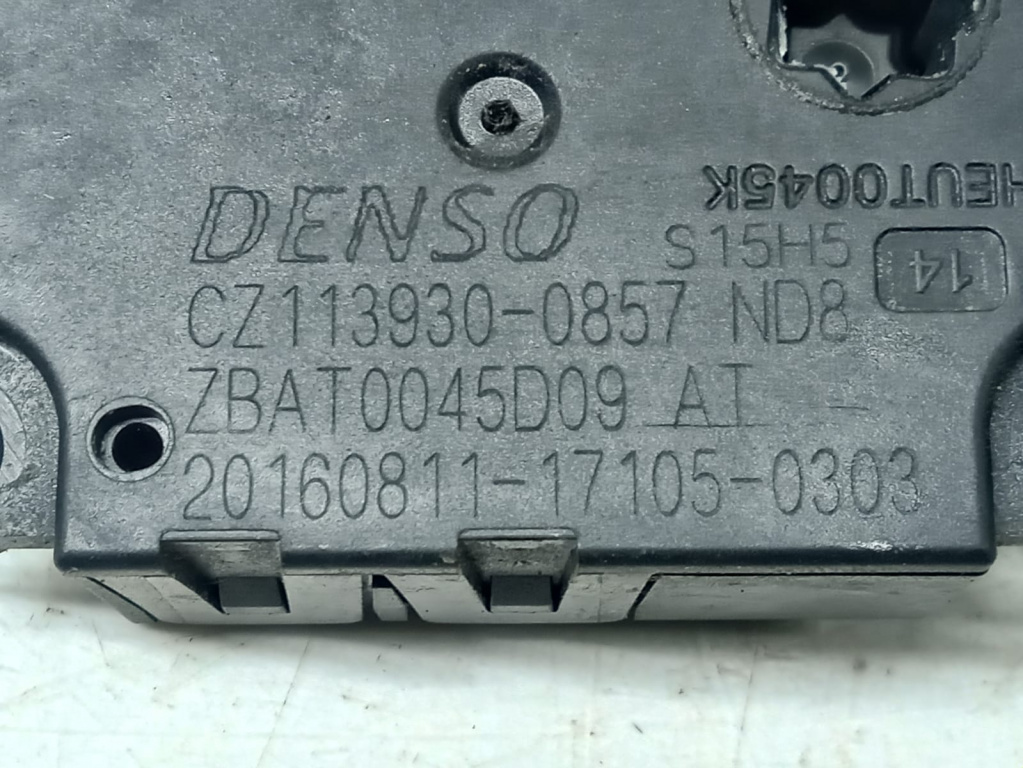 HEUT0045K
DENSO
S15H5
14
CZ113930-0857 ND8
ZBAT0045D09 AT
20160811-17105-0303